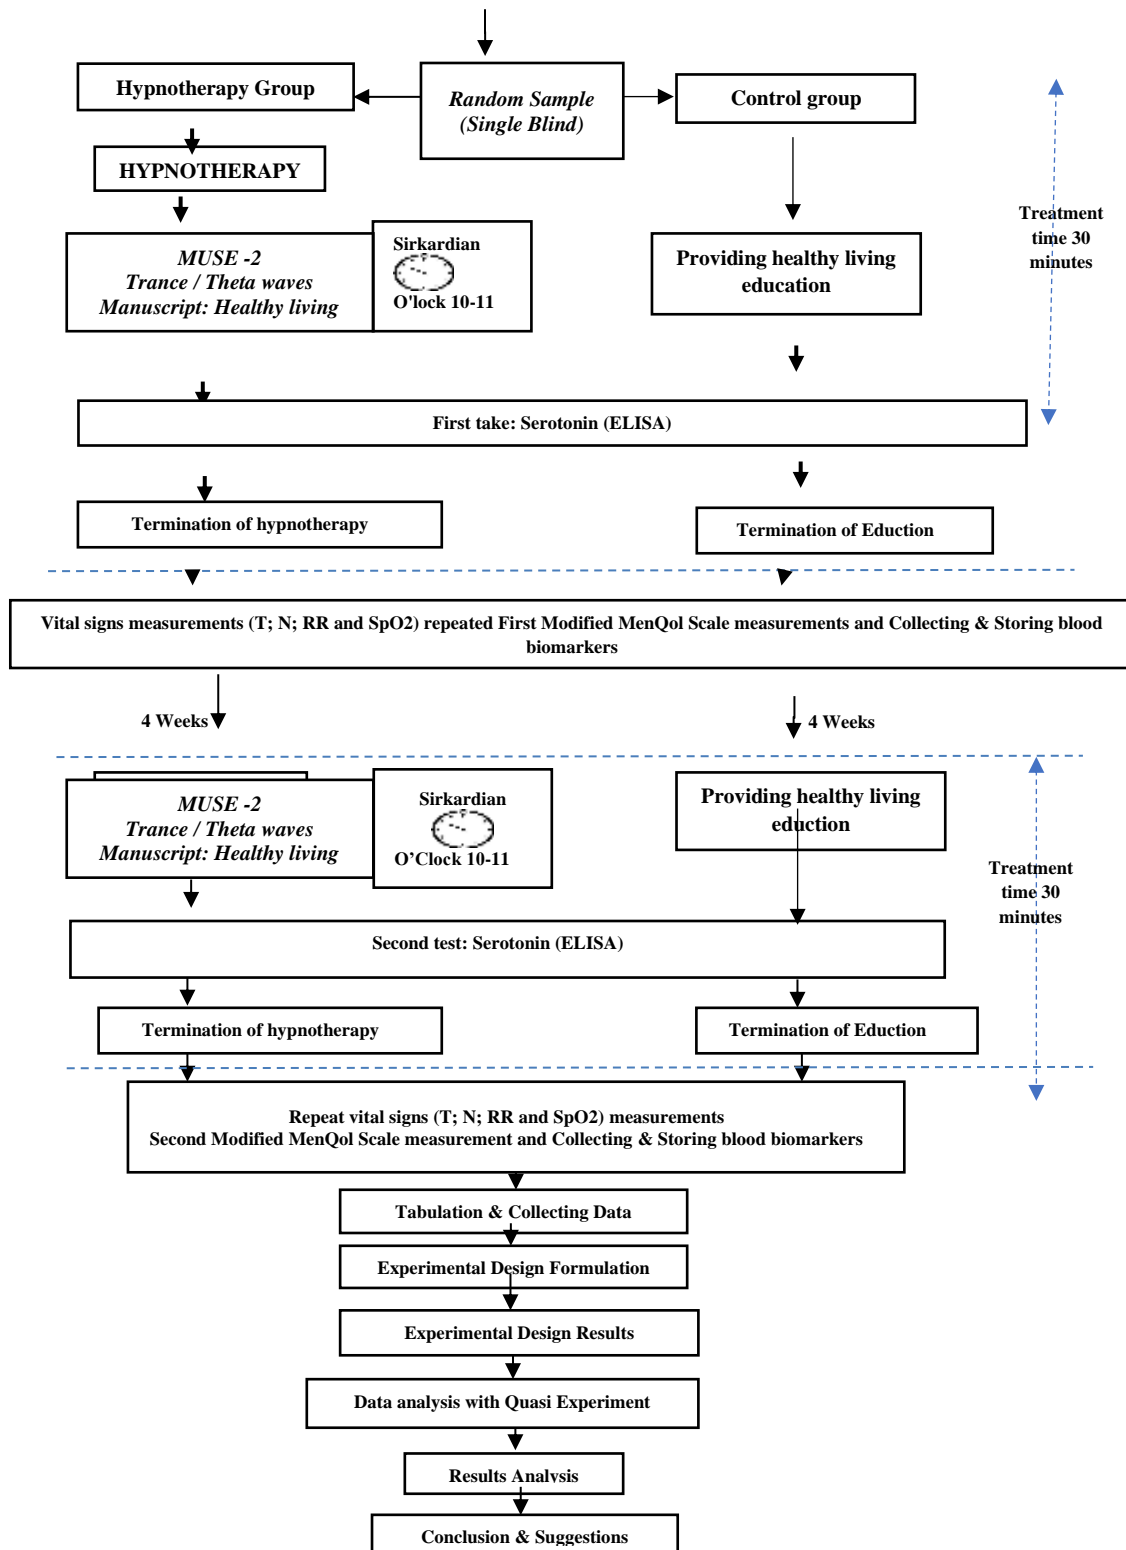 Hypnotherapy Group
Random Sample
(Single Blind)
Control group
HYPNOTHERAPY
Treatment
time 30
minutes
MUSE -2
Trance / Theta waves
Manuscript: Healthy living
Sirkardian
O'lock 10-11
Providing healthy living
education
First take: Serotonin (ELISA)
Termination of hypnotherapy
Termination of Eduction
Vital signs measurements (T; N; RR and SpO2) repeated First Modified MenQol Scale measurements and Collecting & Storing blood
biomarkers
4 Weeks
4 Weeks
MUSE -2
Trance / Theta waves
Manuscript: Healthy living
Sirkardian
O’Clock 10-11
Providing healthy living
eduction
Treatment
time 30
minutes
Second test: Serotonin (ELISA)
Termination of hypnotherapy
Termination of Eduction
Repeat vital signs (T; N; RR and SpO2) measurements
Second Modified MenQol Scale measurement and Collecting & Storing blood biomarkers
Tabulation & Collecting Data
Experimental Design Formulation
Experimental Design Results
Data analysis with Quasi Experiment
Results Analysis
Conclusion & Suggestions